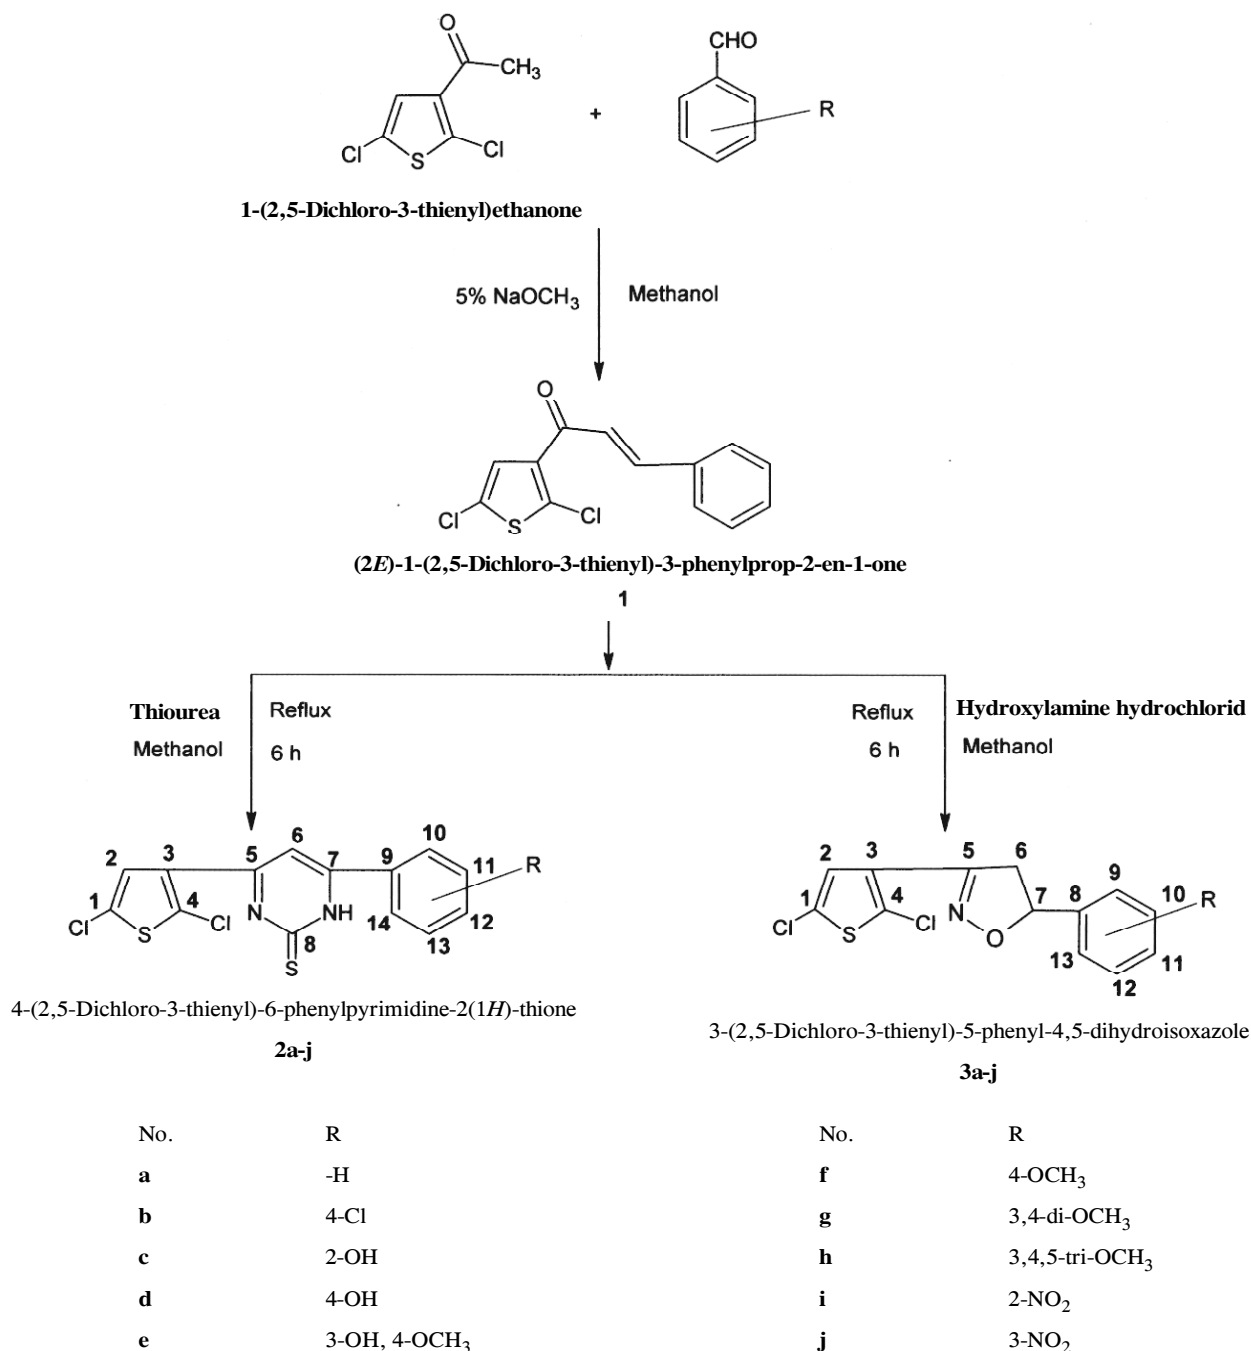 O
CH3
Cl
S
Cl
+
CHO
R
1-(2,5-Dichloro-3-thienyl)ethanone
5% NaOCH3
Methanol
O
Cl
S
Cl
(2E)-1-(2,5-Dichloro-3-thienyl)-3-phenylprop-2-en-1-one
1
Thiourea
Reflux
Methanol
6 h
Reflux
Hydroxylamine hydrochlorid
6 h
Methanol
2 3 5 6 7 9 10 11 R
1 4 N NH 14 12
Cl S Cl 8 13
S
4-(2,5-Dichloro-3-thienyl)-6-phenylpyrimidine-2(1H)-thione
2a-j
2 3 5 6 9 10 R
1 4 N 7 8 11
Cl S Cl O 13 12
3-(2,5-Dichloro-3-thienyl)-5-phenyl-4,5-dihydroisoxazole
3a-j
No. R No. R
a -H f 4-OCH3
b 4-Cl g 3,4-di-OCH3
c 2-OH h 3,4,5-tri-OCH3
d 4-OH i 2-NO2
e 3-OH, 4-OCH3 j 3-NO2